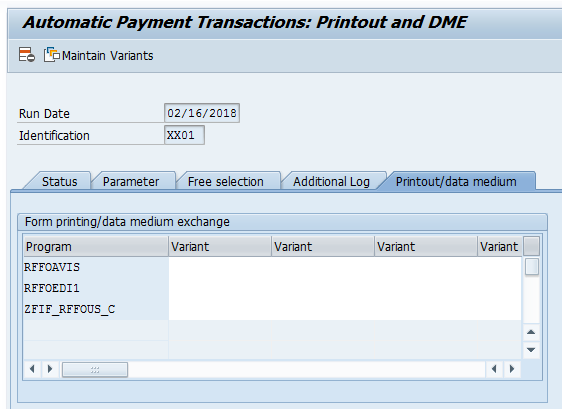 Automatic Payment Transactions: Printout and DME
Maintain Variants
Run Date 02/16/2018
Identification XX01
Status Parameter Free selection Additional Log Printout/data medium
Form printing/data medium exchange
Program Variant Variant Variant Variant
RFFOAVIS
RFFOEDI1
ZFIF_RFFOUS_C